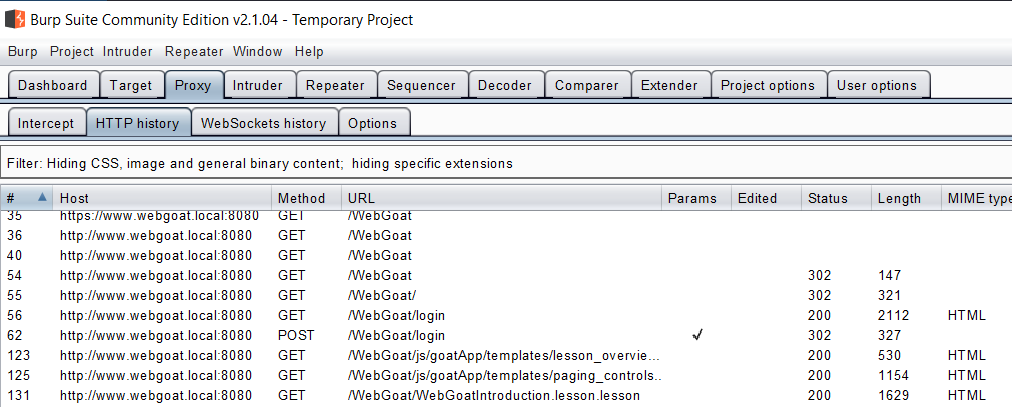 Burp Suite Community Edition v2.1.04 - Temporary Project
Burp Project Intruder Repeater Window Help
Dashboard Target Proxy Intruder Repeater Sequencer Decoder Comparer Extender Project options User options
Intercept HTTP history WebSockets history Options
Filter: Hiding CSS, image and general binary content; hiding specific extensions
# Host Method URL Params Edited Status Length MIME type
35 https://www.webgoat.local:8080 GET /WebGoat
36 http://www.webgoat.local:8080 GET /WebGoat
40 http://www.webgoat.local:8080 GET /WebGoat
54 http://www.webgoat.local:8080 GET /WebGoat 302 147
55 http://www.webgoat.local:8080 GET /WebGoat/ 302 321
56 http://www.webgoat.local:8080 GET /WebGoat/login 200 2112 HTML
62 http://www.webgoat.local:8080 POST /WebGoat/login ✓ 302 327
123 http://www.webgoat.local:8080 GET /WebGoat/js/goatApp/templates/lesson_overvie... 200 530 HTML
125 http://www.webgoat.local:8080 GET /WebGoat/js/goatApp/templates/paging_controls.. 200 1154 HTML
131 http://www.webgoat.local:8080 GET /WebGoat/WebGoatIntroduction.lesson.lesson 200 1629 HTML